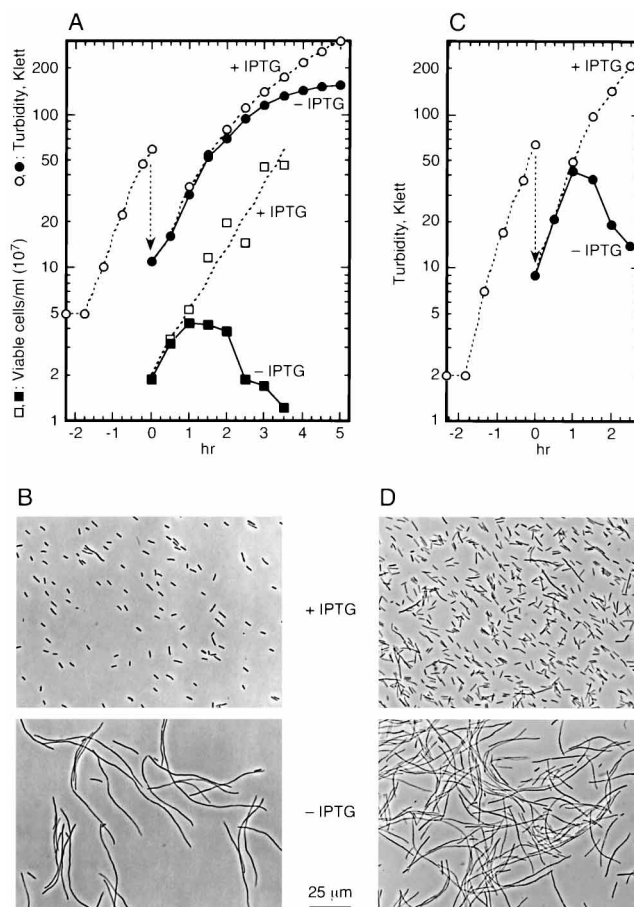 A
200
100
50
20
10
5
2
1
○,●: Turbidity, Klett
□,■: Viable cells/ml (10⁷)
+ IPTG
– IPTG
+ IPTG
– IPTG
-2 -1 0 1 2 3 4 5
hr
C
200
100
50
20
10
5
2
1
Turbidity, Klett
+ IPTG
– IPTG
-2 -1 0 1 2
hr
B
D
+ IPTG
– IPTG
25 μm